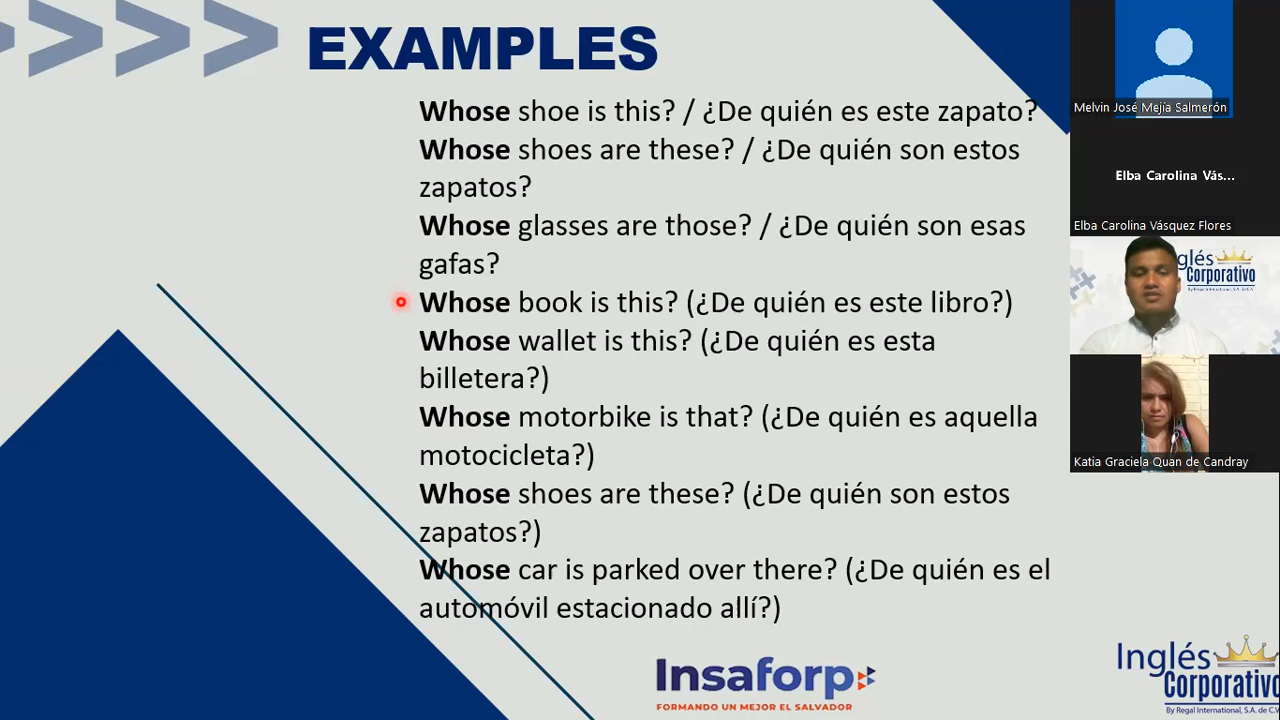 EXAMPLES
Whose shoe is this? / ¿De quién es este zapato?
Whose shoes are these? / ¿De quién son estos
zapatos?
Whose glasses are those? / ¿De quién son esas
gafas?
Whose book is this? (¿De quién es este libro?)
Whose wallet is this? (¿De quién es esta
billetera?)
Whose motorbike is that? (¿De quién es aquella
motocicleta?)
Whose shoes are these? (¿De quién son estos
zapatos?)
Whose car is parked over there? (¿De quién es el
automóvil estacionado allí?)
Insaforp
FORMANDO UN MEJOR EL SALVADOR
Inglés
Corporativo
By Regal International, S.A. de C.V
Melvin José Mejía Salmerón
Elba Carolina Vás...
Elba Carolina Vásquez Flores
glés
Corporativo
By Regal International, S.A. de C.V.
Katia Graciela Quan de Candray